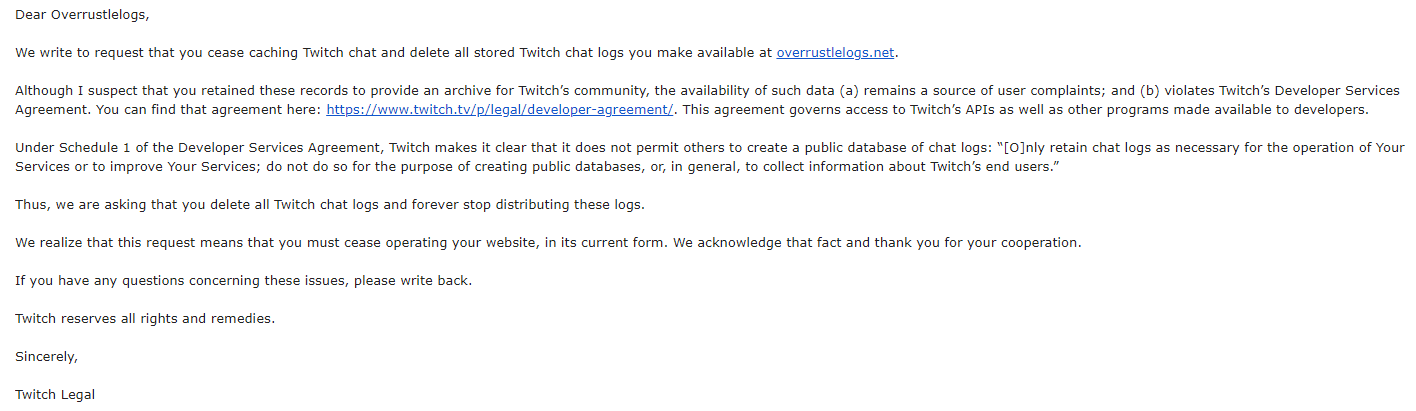 Dear Overrustlelogs,
We write to request that you cease caching Twitch chat and delete all stored Twitch chat logs you make available at overrustlelogs.net.
Although I suspect that you retained these records to provide an archive for Twitch’s community, the availability of such data (a) remains a source of user complaints; and (b) violates Twitch’s Developer Services
Agreement. You can find that agreement here: https://www.twitch.tv/p/legal/developer-agreement/. This agreement governs access to Twitch’s APIs as well as other programs made available to developers.
Under Schedule 1 of the Developer Services Agreement, Twitch makes it clear that it does not permit others to create a public database of chat logs: “[O]nly retain chat logs as necessary for the operation of Your
Services or to improve Your Services; do not do so for the purpose of creating public databases, or, in general, to collect information about Twitch’s end users.”
Thus, we are asking that you delete all Twitch chat logs and forever stop distributing these logs.
We realize that this request means that you must cease operating your website, in its current form. We acknowledge that fact and thank you for your cooperation.
If you have any questions concerning these issues, please write back.
Twitch reserves all rights and remedies.
Sincerely,
Twitch Legal